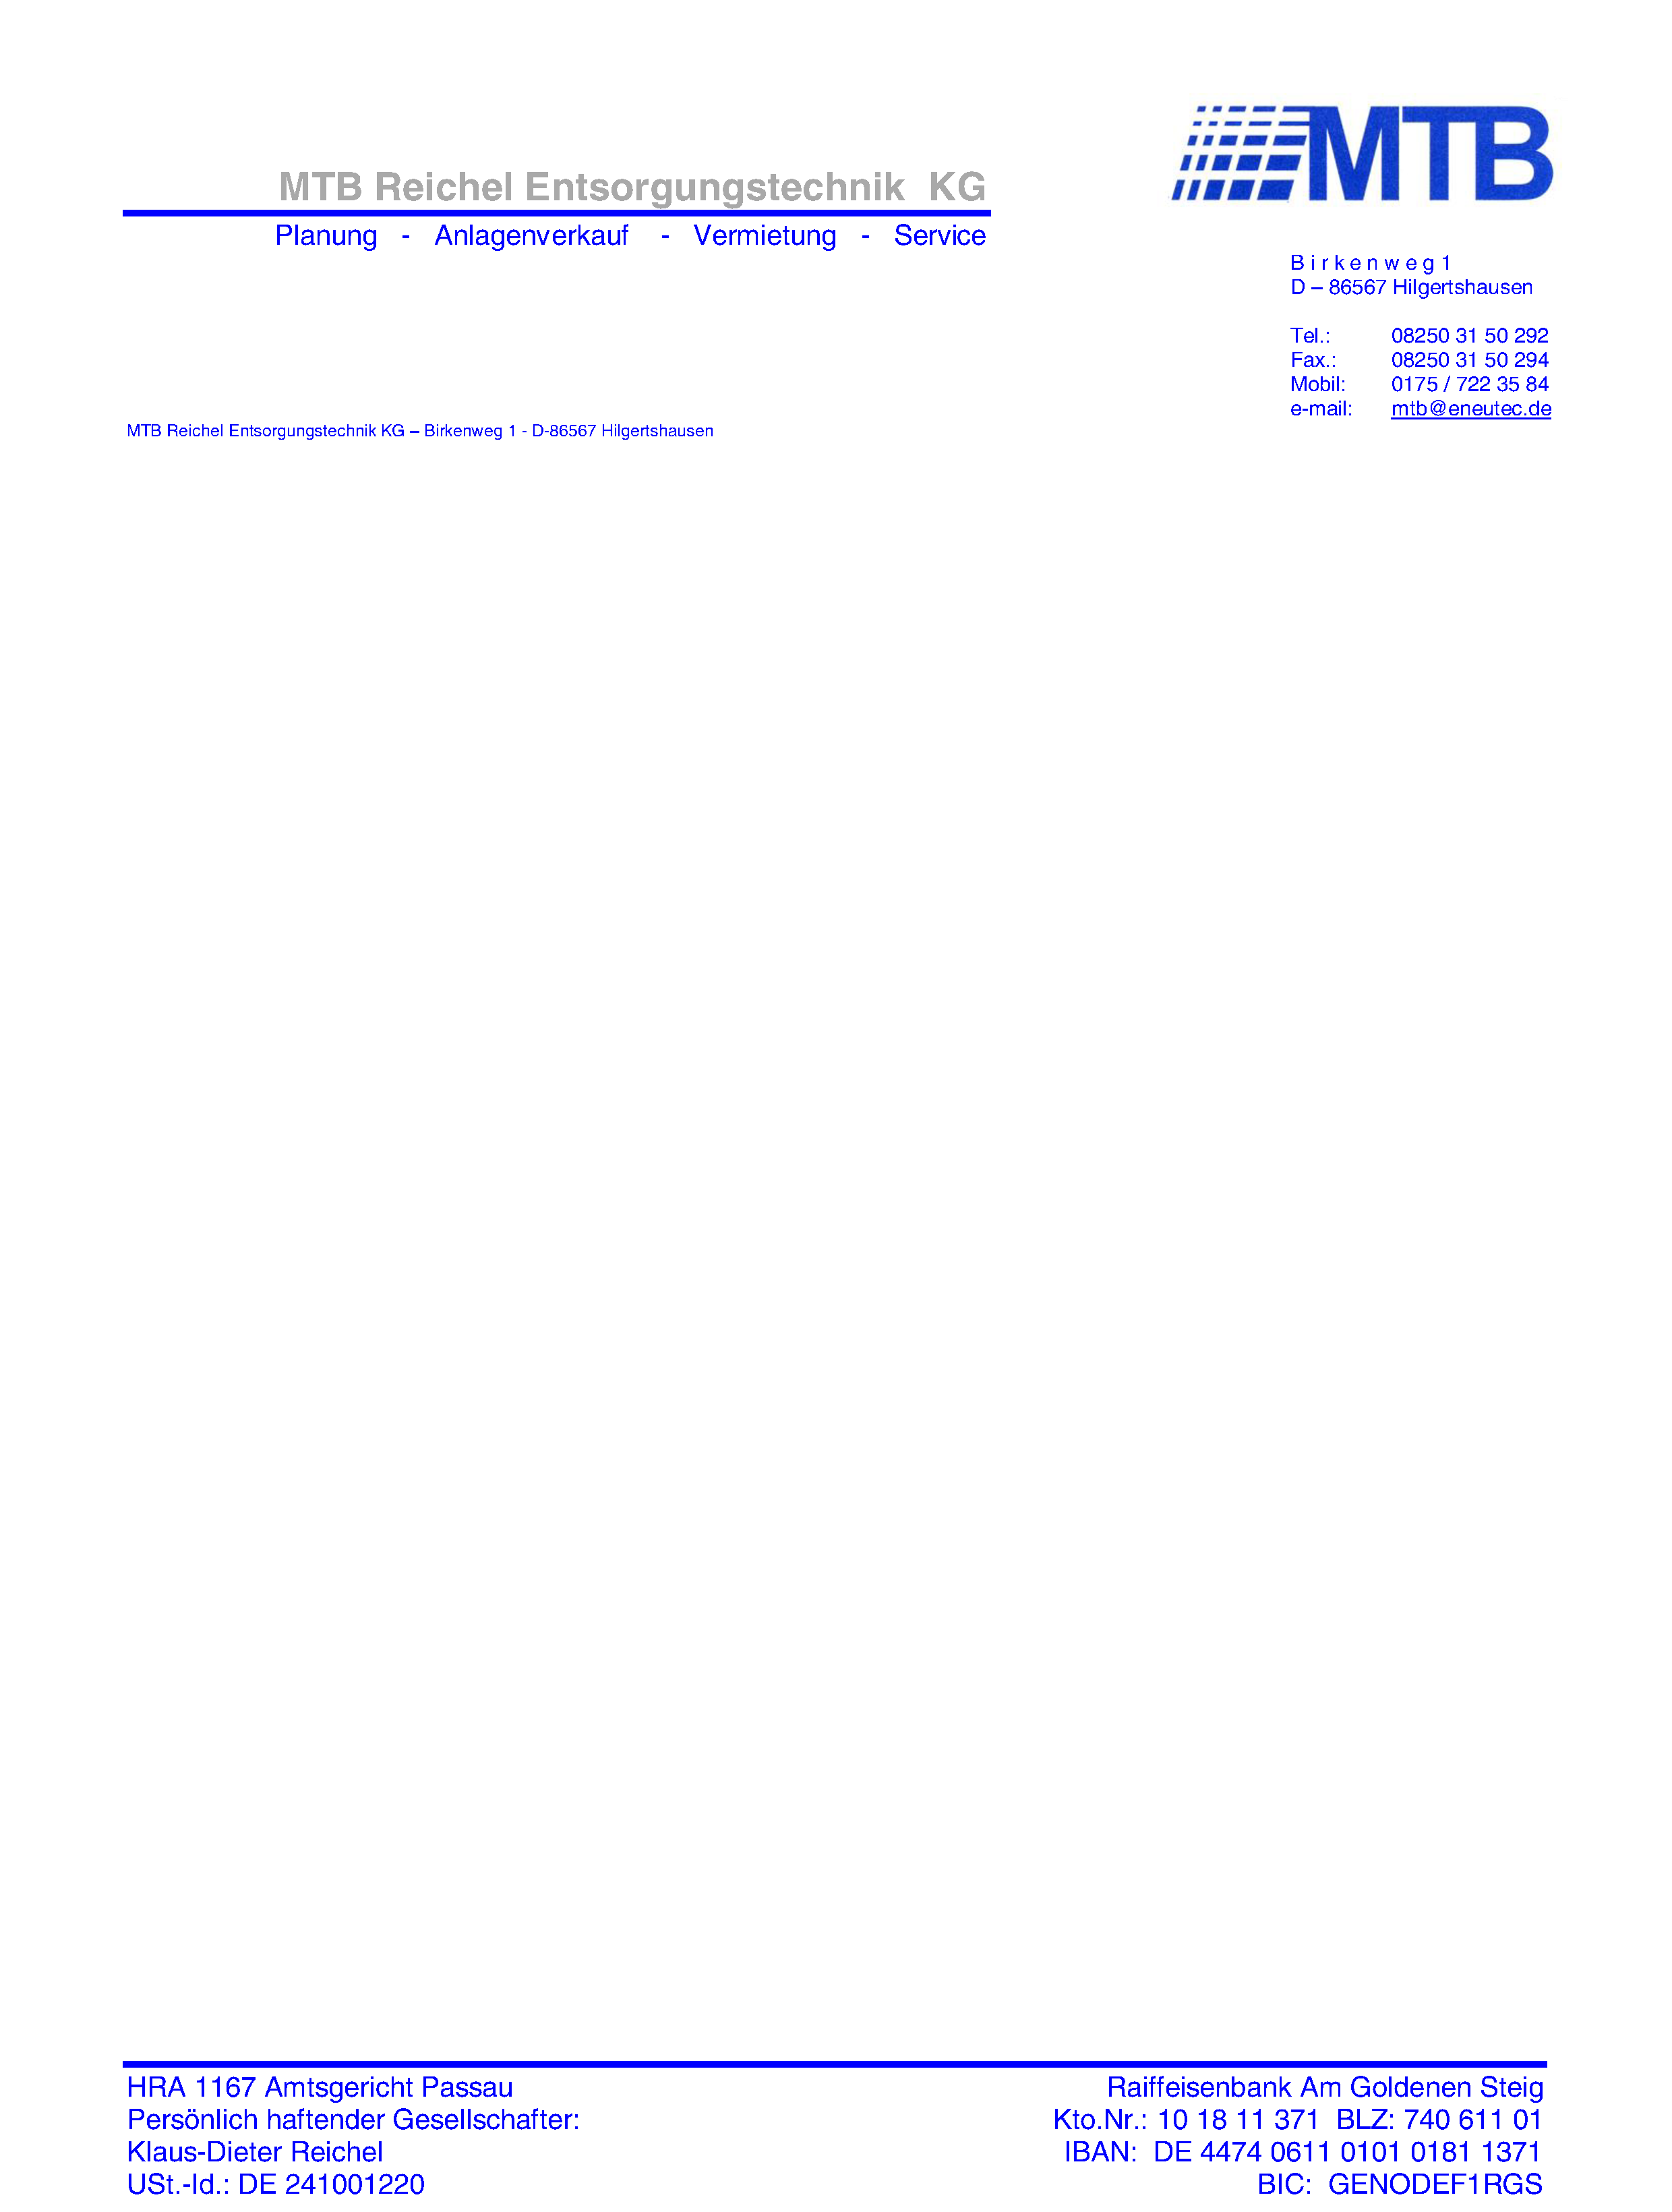 MTB
MTB Reichel Entsorgungstechnik KG
Planung - Anlagenverkauf - Vermietung - Service
Birkenweg1
D – 86567 Hilgertshausen
Tel.: 08250 31 50 292
Fax.: 08250 31 50 294
Mobil: 0175 / 722 35 84
e-mail: mtb@eneutec.de
MTB Reichel Entsorgungstechnik KG – Birkenweg 1 - D-86567 Hilgertshausen
HRA 1167 Amtsgericht Passau
Persönlich haftender Gesellschafter:
Klaus-Dieter Reichel
USt.-Id.: DE 241001220
Raiffeisenbank Am Goldenen Steig
Kto.Nr.: 10 18 11 371 BLZ: 740 611 01
IBAN: DE 4474 0611 0101 0181 1371
BIC: GENODEF1RGS